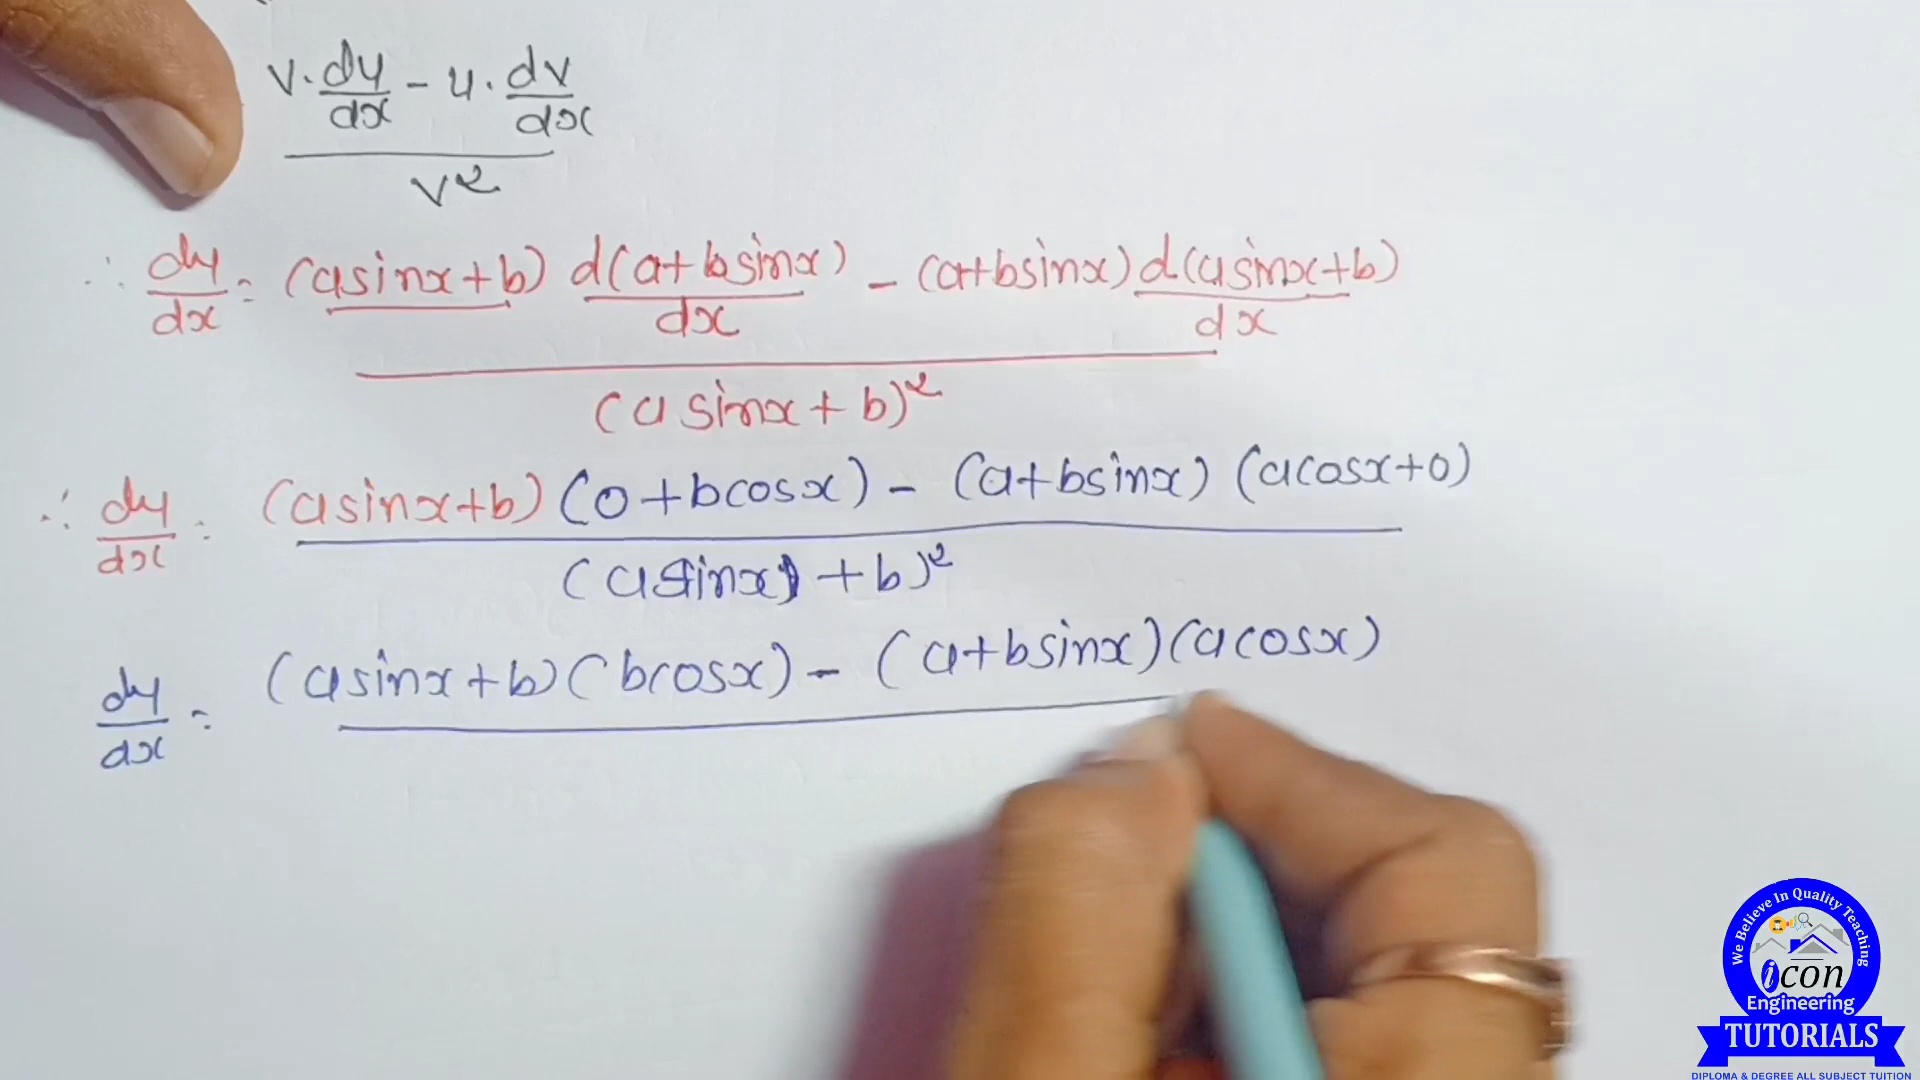 v · du/dx - u · dv/dx
v²
∴ dy/dx = (asinx+b) d(a+bsinx)/dx - (a+bsinx) d(asinx+b)/dx
(asinx+b)²
∴ dy/dx = (asinx+b) (0+bcosx) - (a+bsinx) (acosx+0)
(asinx) + b)²
dy/dx = (asinx+b) (bcosx) - (a+bsinx) (acosx)
We Believe In Quality Teaching
icon
Engineering
TUTORIALS
DIPLOMA & DEGREE ALL SUBJECT TUITION